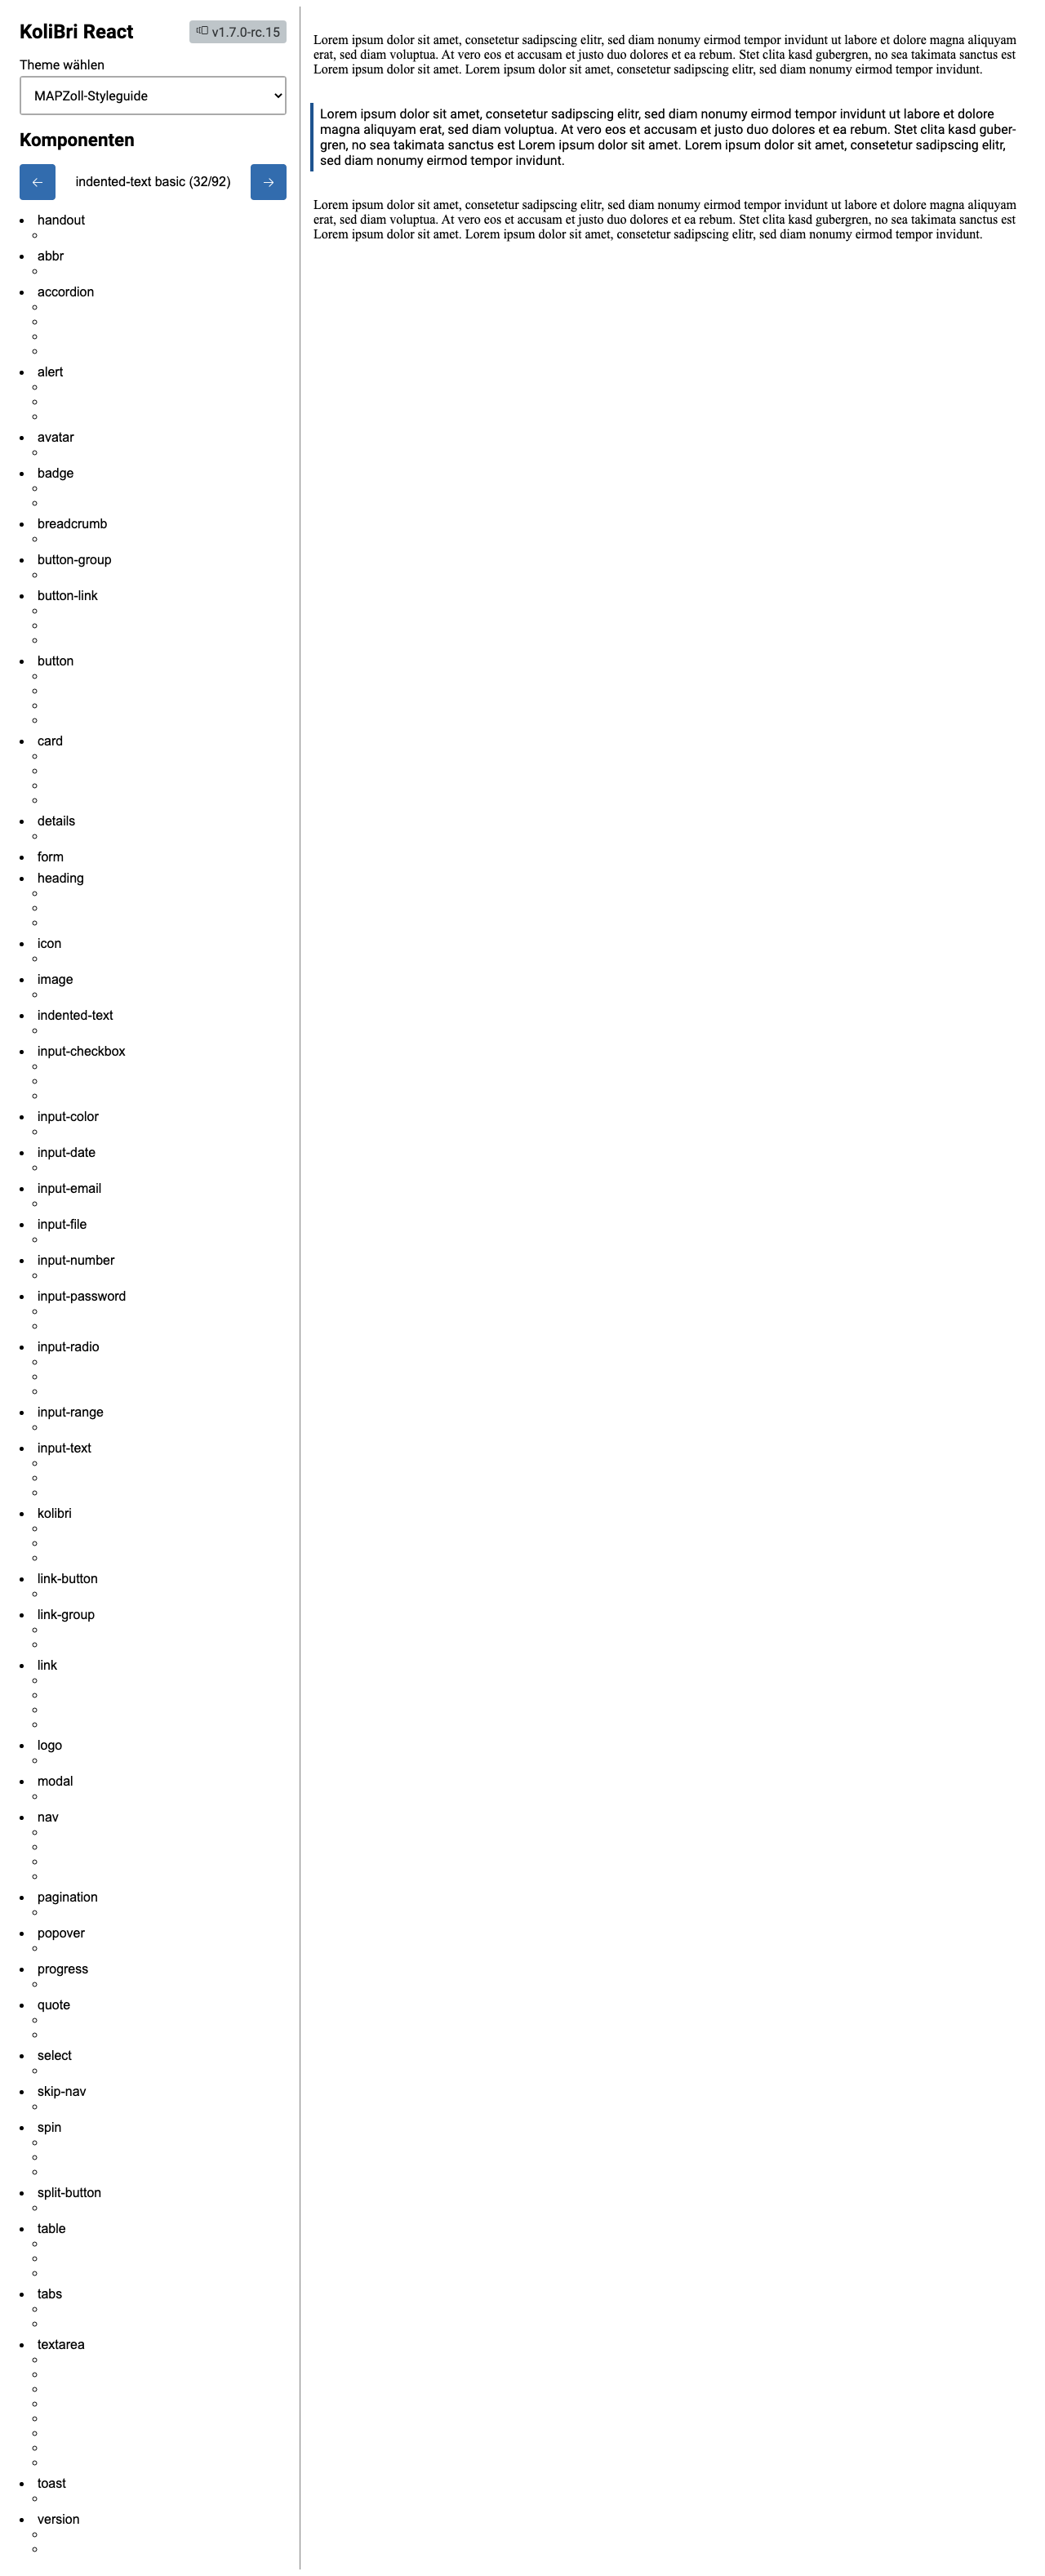 KoliBri React
v1.7.0-rc.15
Theme wählen
MAPZoll-Styleguide
Komponenten
indented-text basic (32/92)
handout
abbr
accordion
alert
avatar
badge
breadcrumb
button-group
button-link
button
card
details
form
heading
icon
image
indented-text
input-checkbox
input-color
input-date
input-email
input-file
input-number
input-password
input-radio
input-range
input-text
kolibri
link-button
link-group
link
logo
modal
nav
pagination
popover
progress
quote
select
skip-nav
spin
split-button
table
tabs
textarea
toast
version
Lorem ipsum dolor sit amet, consetetur sadipscing elitr, sed diam nonumy eirmod tempor invidunt ut labore et dolore magna aliquyam
erat, sed diam voluptua. At vero eos et accusam et justo duo dolores et ea rebum. Stet clita kasd gubergren, no sea takimata sanctus est
Lorem ipsum dolor sit amet. Lorem ipsum dolor sit amet, consetetur sadipscing elitr, sed diam nonumy eirmod tempor invidunt.
Lorem ipsum dolor sit amet, consetetur sadipscing elitr, sed diam nonumy eirmod tempor invidunt ut labore et dolore
magna aliquyam erat, sed diam voluptua. At vero eos et accusam et justo duo dolores et ea rebum. Stet clita kasd guber-
gren, no sea takimata sanctus est Lorem ipsum dolor sit amet. Lorem ipsum dolor sit amet, consetetur sadipscing elitr,
sed diam nonumy eirmod tempor invidunt.
Lorem ipsum dolor sit amet, consetetur sadipscing elitr, sed diam nonumy eirmod tempor invidunt ut labore et dolore magna aliquyam
erat, sed diam voluptua. At vero eos et accusam et justo duo dolores et ea rebum. Stet clita kasd gubergren, no sea takimata sanctus est
Lorem ipsum dolor sit amet. Lorem ipsum dolor sit amet, consetetur sadipscing elitr, sed diam nonumy eirmod tempor invidunt.